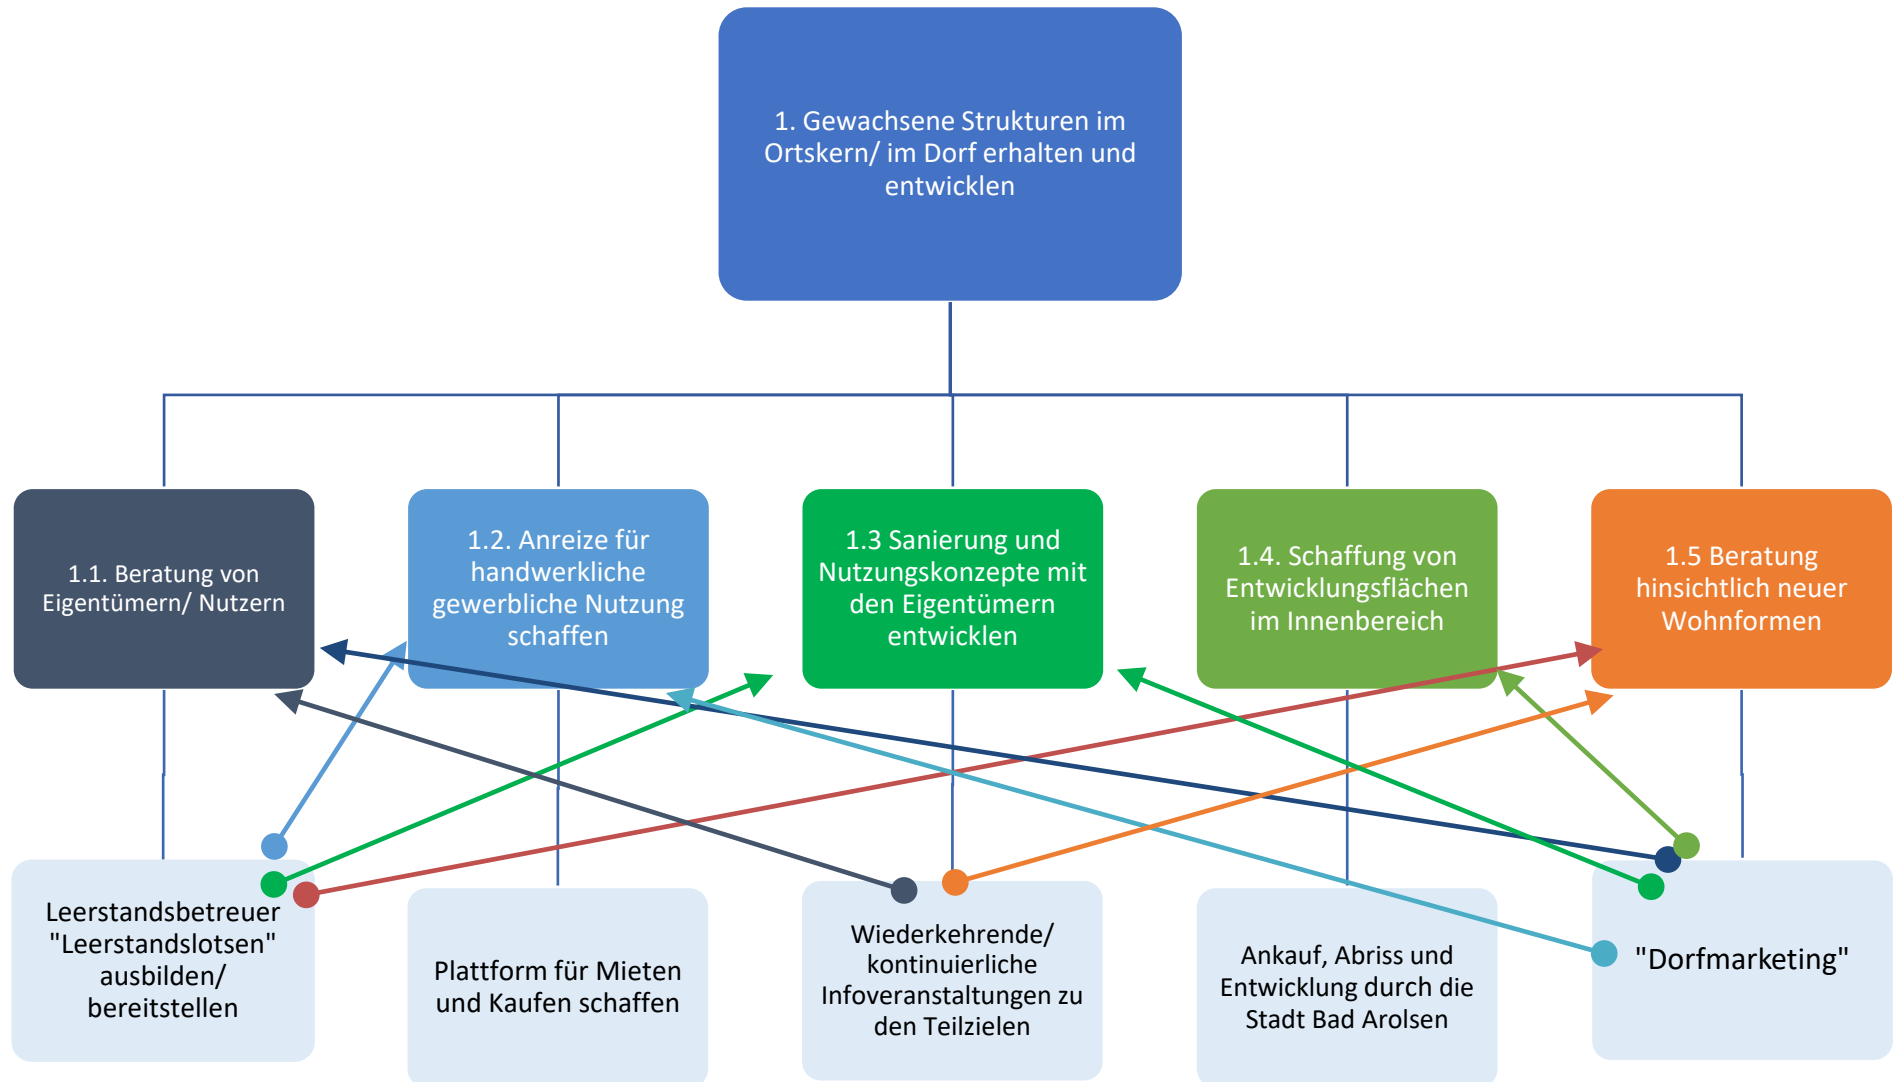 1. Gewachsene Strukturen im
Ortskern/ im Dorf erhalten und
entwicklen
1.1. Beratung von
Eigentümern/ Nutzern
1.2. Anreize für
handwerkliche
gewerbliche Nutzung
schaffen
1.3 Sanierung und
Nutzungskonzepte mit
den Eigentümern
entwicklen
1.4. Schaffung von
Entwicklungsflächen
im Innenbereich
1.5 Beratung
hinsichtlich neuer
Wohnformen
Leerstandsbetreuer
"Leerstandslotsen"
ausbilden/
bereitstellen
Plattform für Mieten
und Kaufen schaffen
Wiederkehrende/
kontinuierliche
Infoveranstaltungen zu
den Teilzielen
Ankauf, Abriss und
Entwicklung durch die
Stadt Bad Arolsen
"Dorfmarketing"